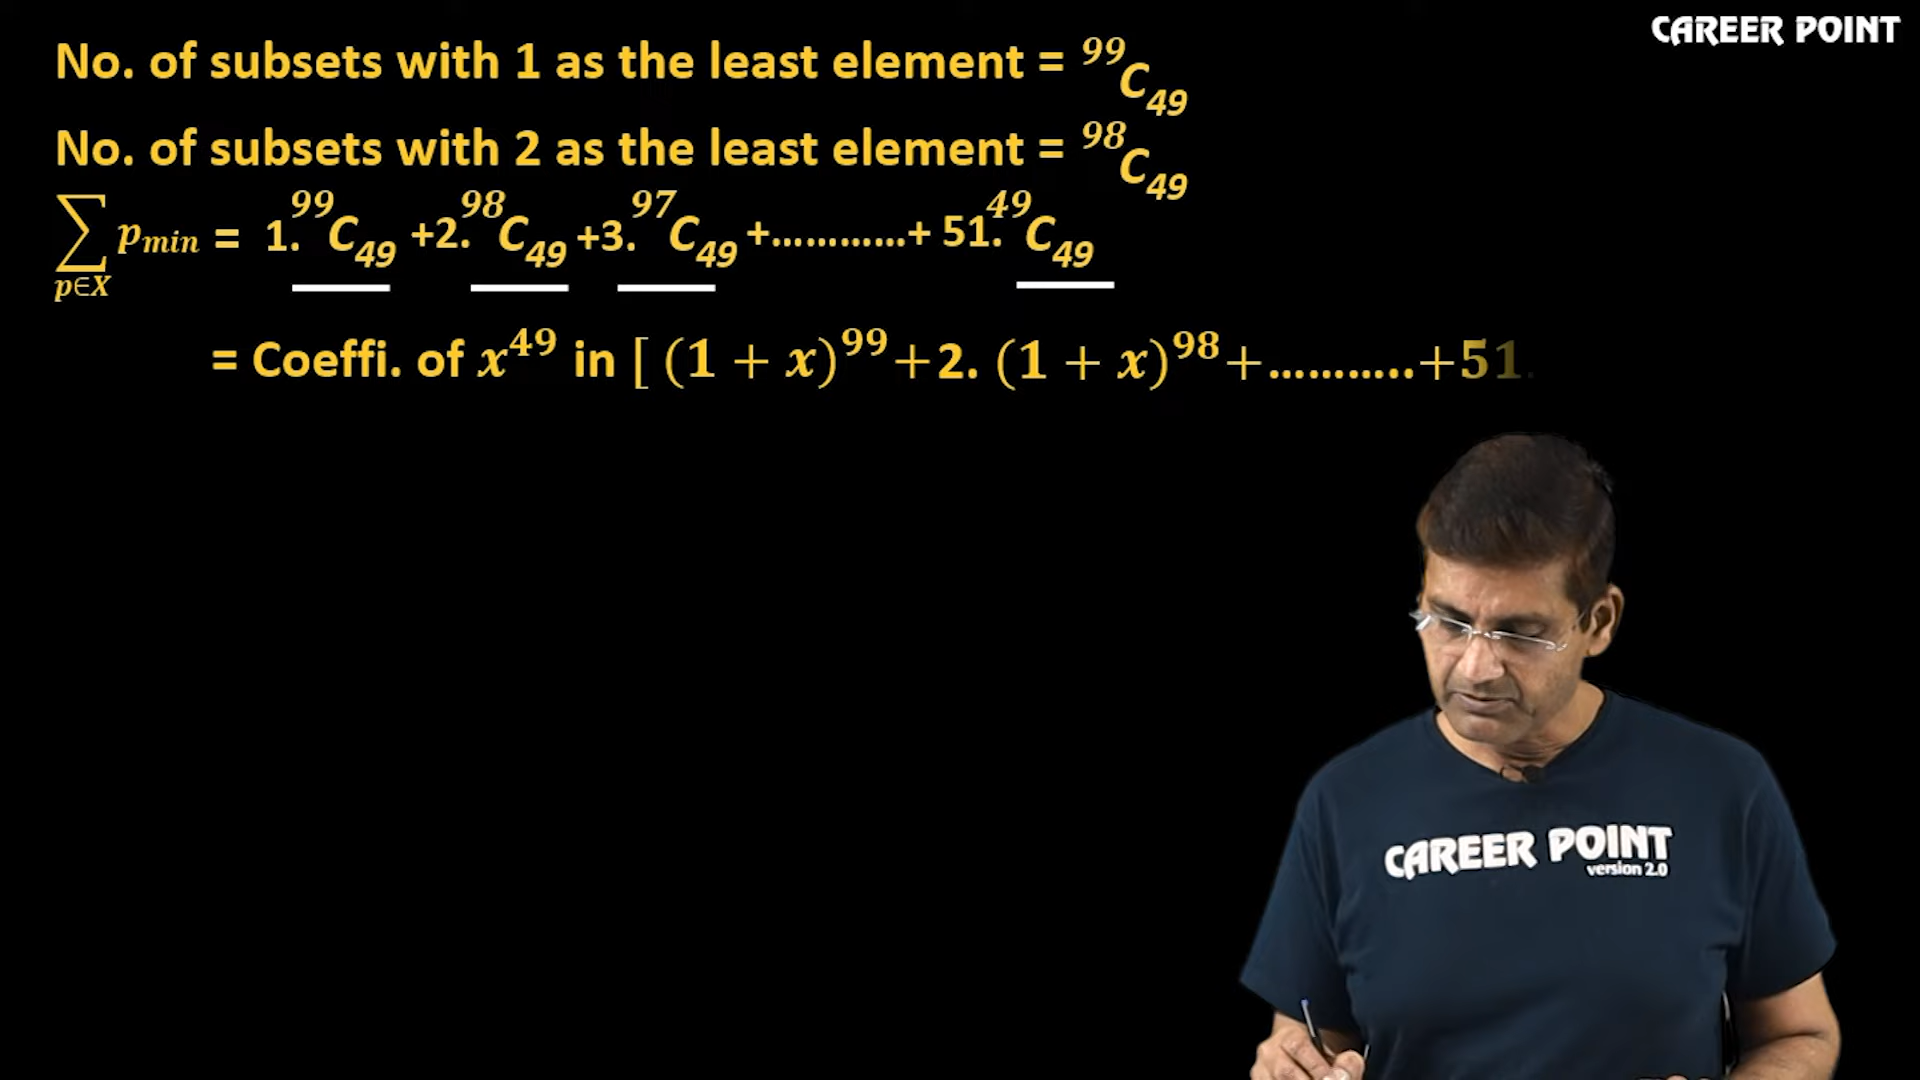 CAREER POINT
No. of subsets with 1 as the least element = ⁹⁹C₄₉
No. of subsets with 2 as the least element = ⁹⁸C₄₉
∑ p∈X pₘᵢₙ = 1.⁹⁹C₄₉ +2.⁹⁸C₄₉ +3.⁹⁷C₄₉ +............+ 51.⁴⁹C₄₉
= Coeffi. of x⁴⁹ in [ (1 + x)⁹⁹+2. (1 + x)⁹⁸+...........+51.
CAREER POINT
version 2.0